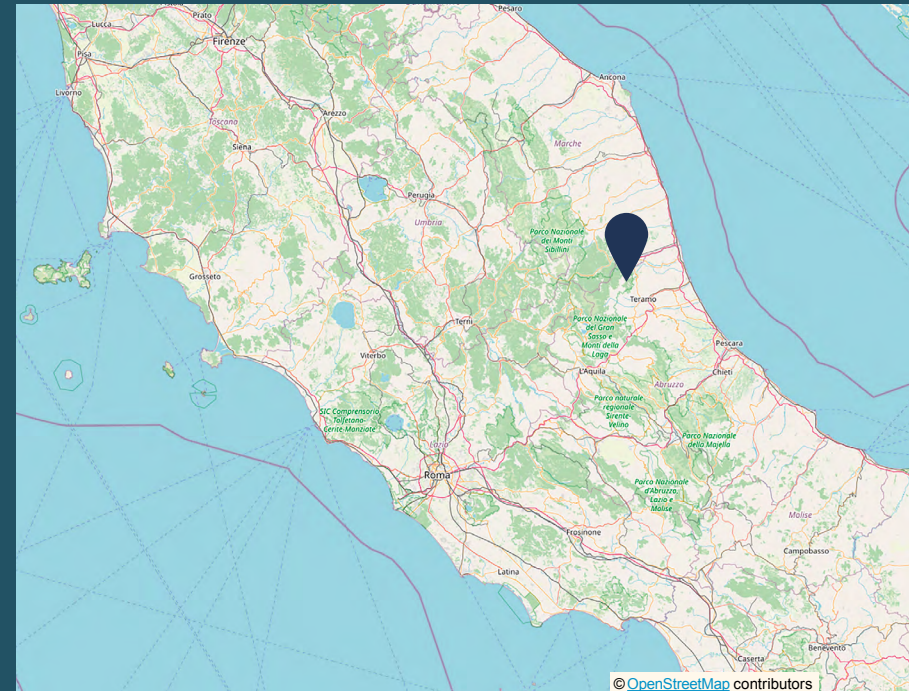 Prato
Pesaro
Lucca
Firenze
Pisa
Ancona
Livorno
Arezzo
Toscana
Marche
Siena
Perugia
Umbria
Parco Nazionale
dei Monti
Sibillini
Grosseto
Teramo
Terni
Parco Nazionale
del Gran
Sasso e
Monti della
Laga
Pescara
Viterbo
L'Aquila
Chieti
Abruzzo
Parco naturale
regionale
Sirente
Velino
SIC Comprensorio
Tolfetano-
Cerite-Manziate
Parco Nazionale
della Majella
Lazio
Roma
Parco Nazionale
d'Abruzzo,
Lazio e
Molise
Molise
Frosinone
Campobasso
Latina
Benevento
Caserta
© OpenStreetMap contributors